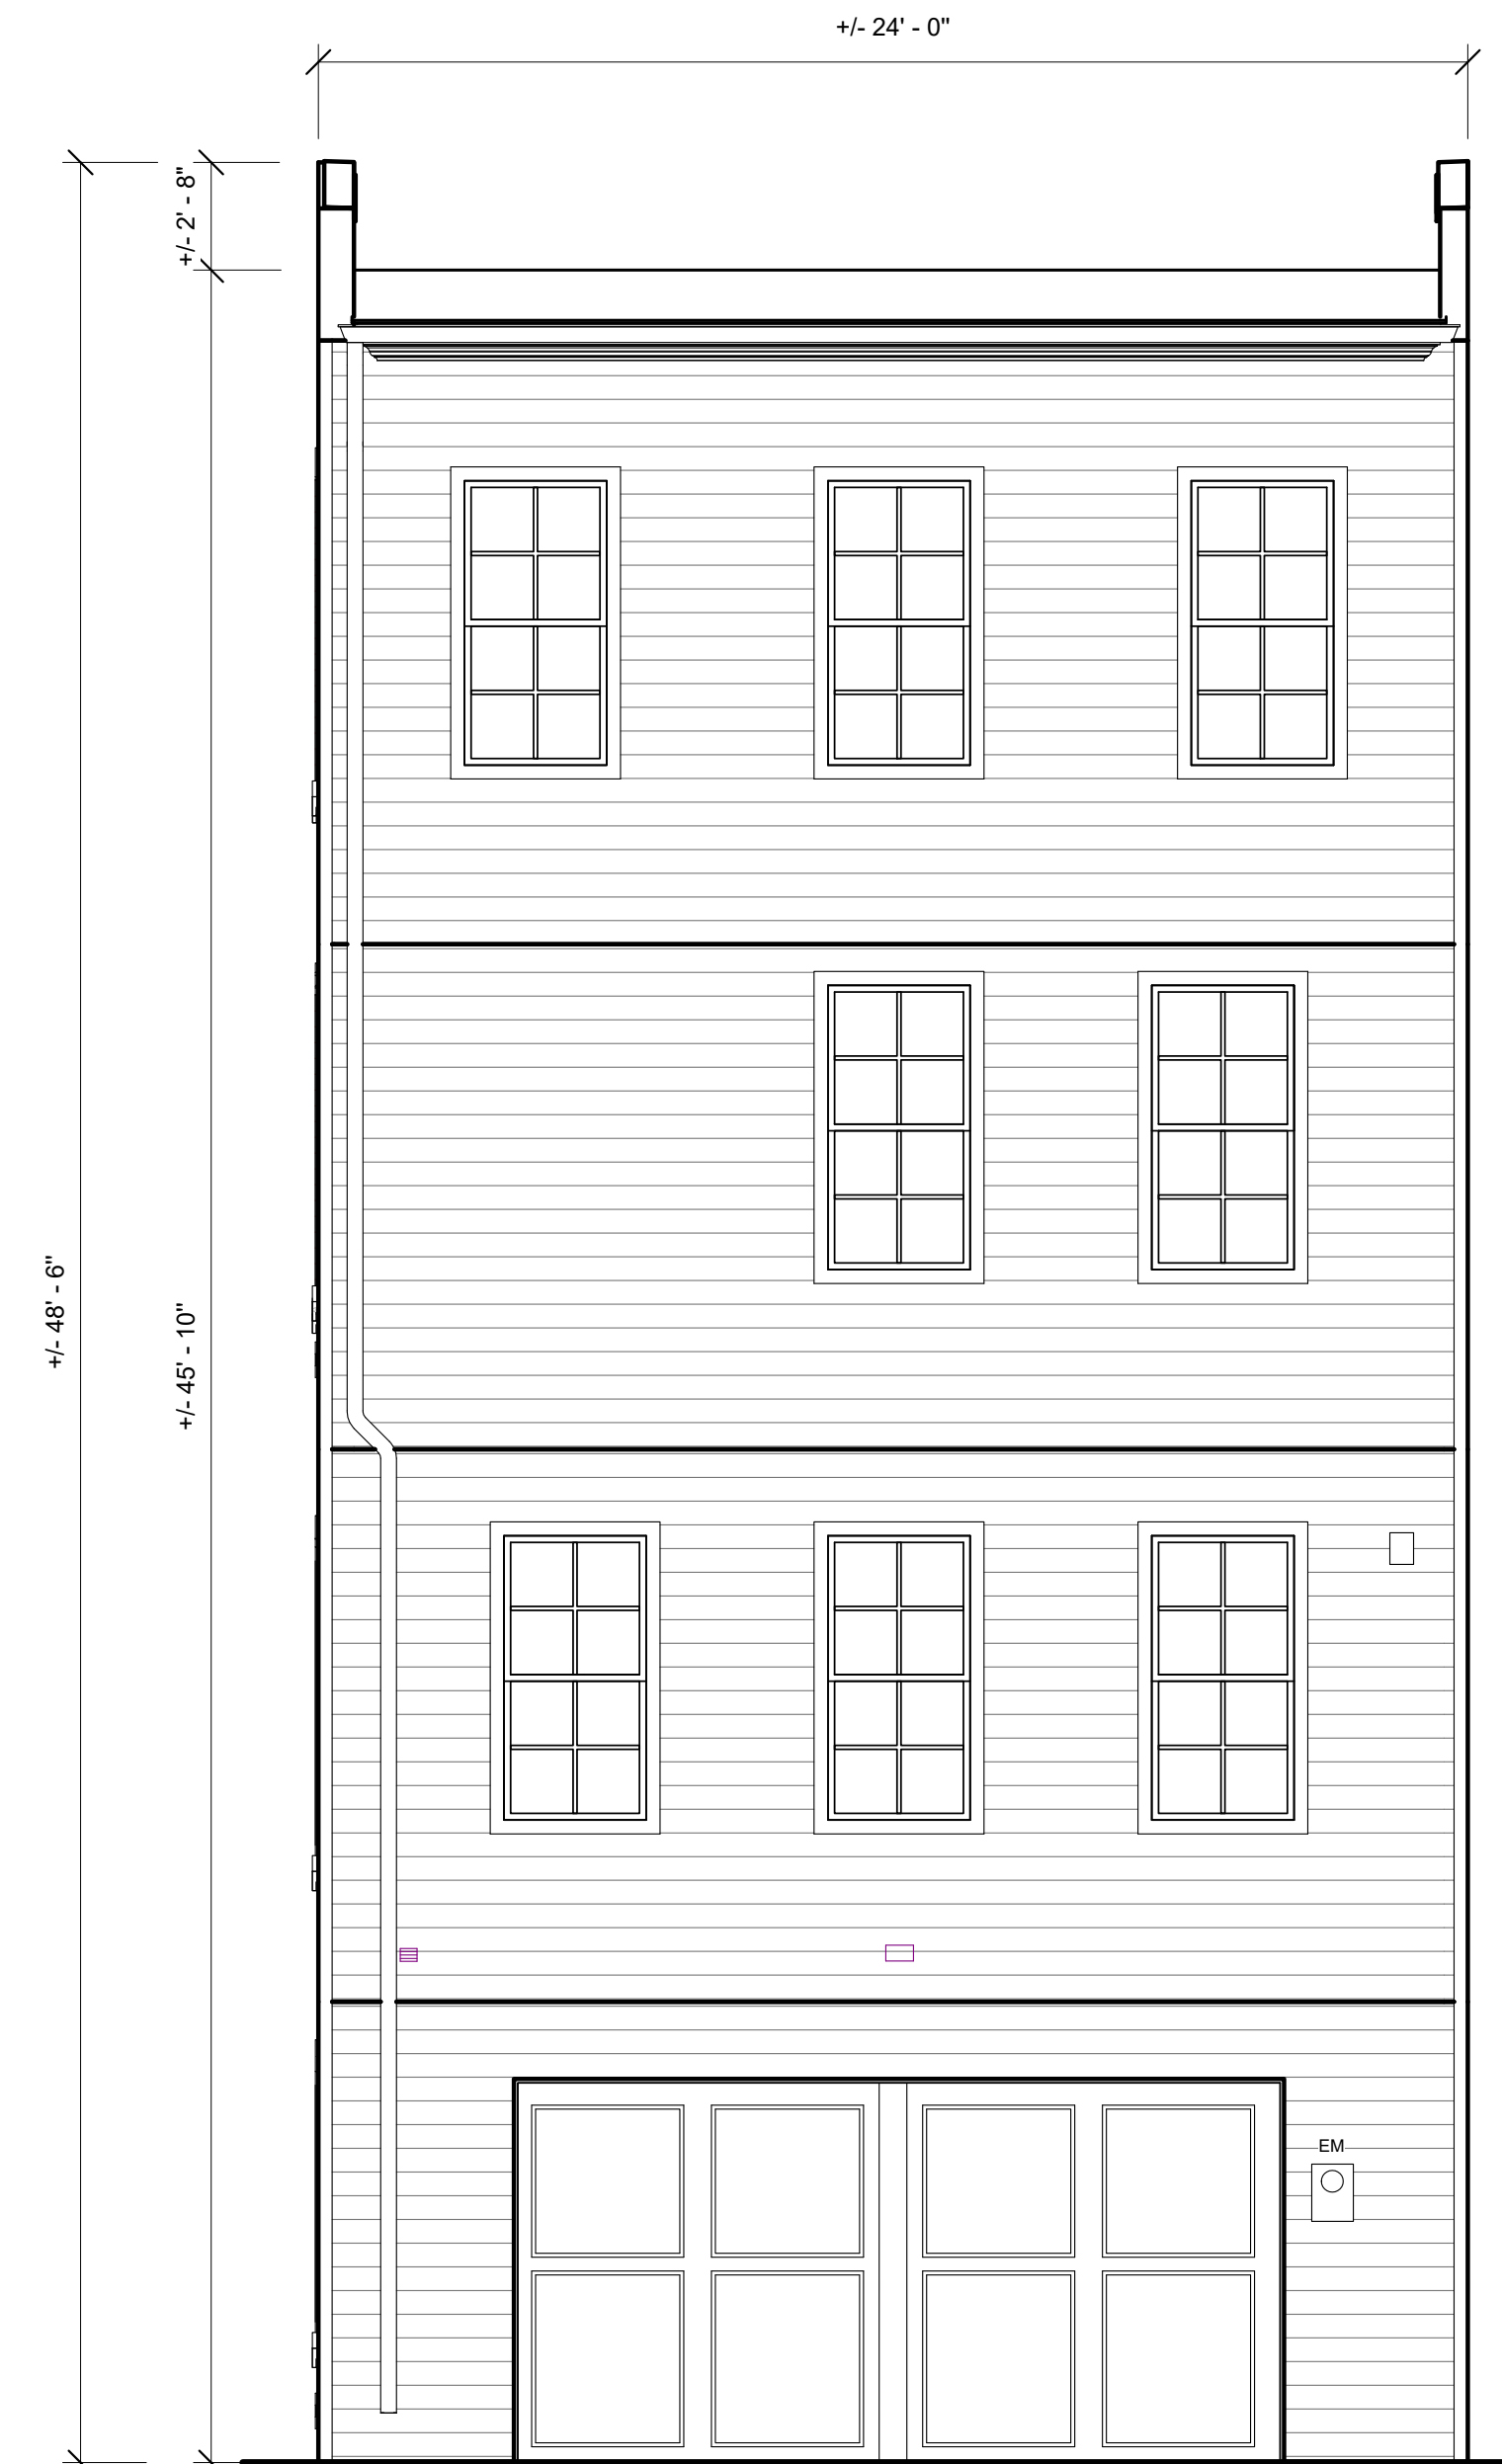 +/- 24' - 0"
+/- 2' - 8"
+/- 48' - 6"
+/- 45' - 10"
EM